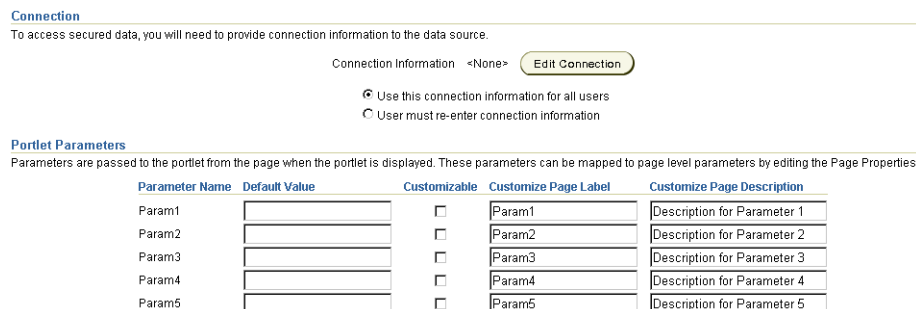 Connection
To access secured data, you will need to provide connection information to the data source.
Connection Information <None> Edit Connection
Use this connection information for all users
User must re-enter connection information
Portlet Parameters
Parameters are passed to the portlet from the page when the portlet is displayed. These parameters can be mapped to page level parameters by editing the Page Properties
Parameter Name Default Value Customizable Customize Page Label Customize Page Description
Param1 Param1 Description for Parameter 1
Param2 Param2 Description for Parameter 2
Param3 Param3 Description for Parameter 3
Param4 Param4 Description for Parameter 4
Param5 Param5 Description for Parameter 5